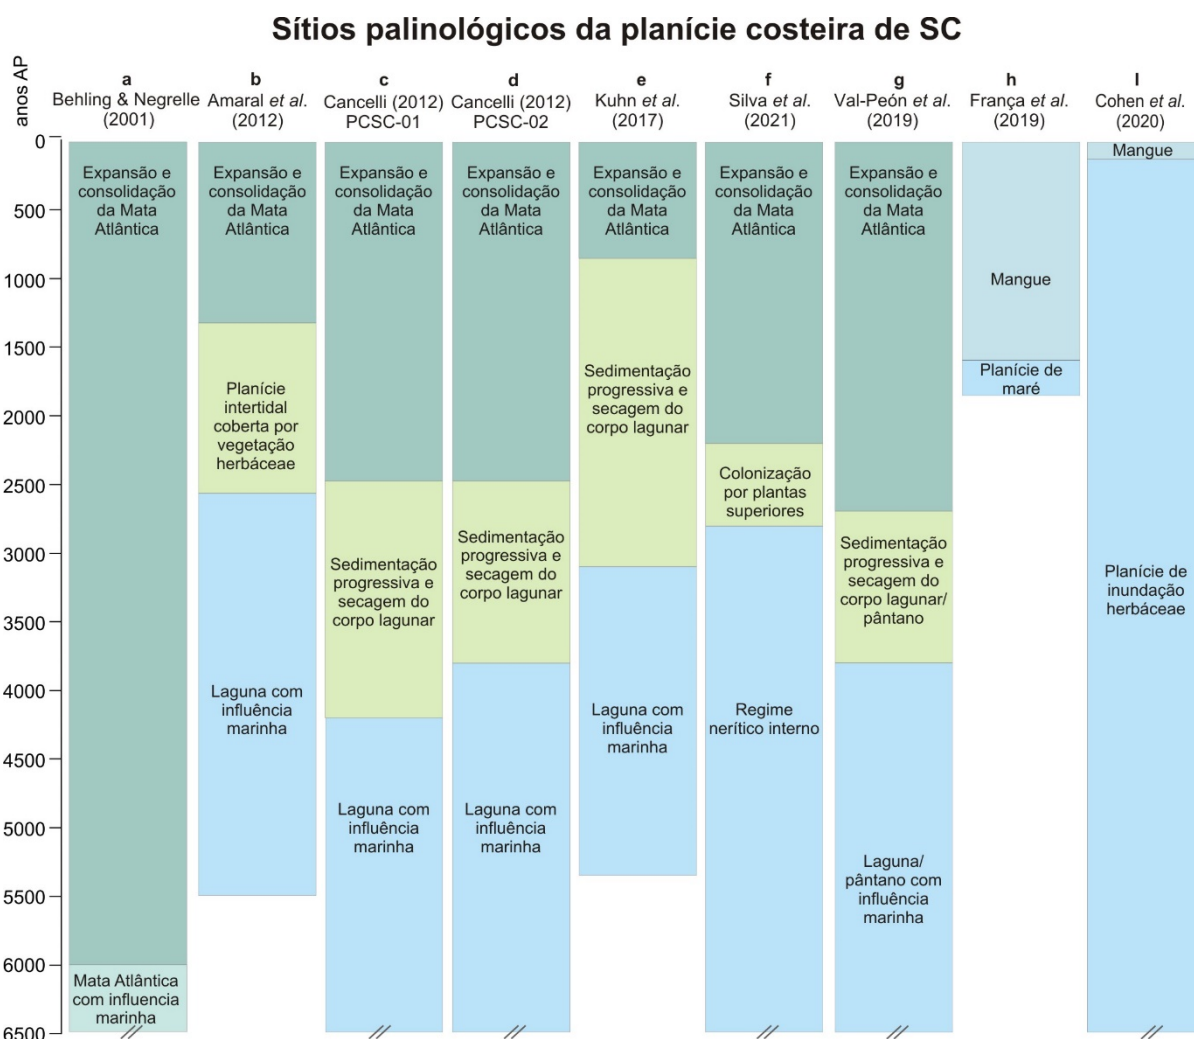 Sítios palinológicos da planície costeira de SC
anos AP
a
Behling & Negrelle
(2001)
b
Amaral et al.
(2012)
c
Cancelli (2012)
PCSC-01
d
Cancelli (2012)
PCSC-02
e
Kuhn et al.
(2017)
f
Silva et al.
(2021)
g
Val-Peón et al.
(2019)
h
França et al.
(2019)
I
Cohen et al.
(2020)
0
500
1000
1500
2000
2500
3000
3500
4000
4500
5000
5500
6000
6500
Expansão e
consolidação
da Mata
Atlântica
Mata Atlântica
com influencia
marinha
Expansão e
consolidação
da Mata
Atlântica
Planície
intertidal
coberta por
vegetação
herbáceae
Laguna com
influência
marinha
Expansão e
consolidação
da Mata
Atlântica
Sedimentação
progressiva e
secagem do
corpo lagunar
Laguna com
influência
marinha
Expansão e
consolidação
da Mata
Atlântica
Sedimentação
progressiva e
secagem do
corpo lagunar
Laguna com
influência
marinha
Expansão e
consolidação
da Mata
Atlântica
Sedimentação
progressiva e
secagem do
corpo lagunar
Laguna com
influência
marinha
Expansão e
consolidação
da Mata
Atlântica
Colonização
por plantas
superiores
Regime
nerítico interno
Expansão e
consolidação
da Mata
Atlântica
Sedimentação
progressiva e
secagem do
corpo lagunar/
pântano
Laguna/
pântano com
influência
marinha
Mangue
Planície de
maré
Mangue
Planície de
inundação
herbáceae